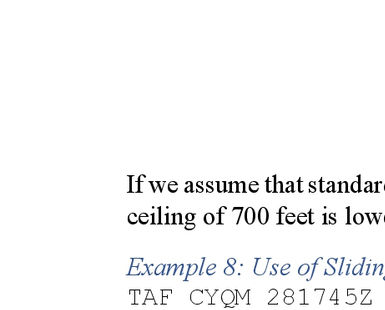 If we assume that standard
ceiling of 700 feet is lowe
Example 8: Use of Sliding
TAF CYQM 281745Z